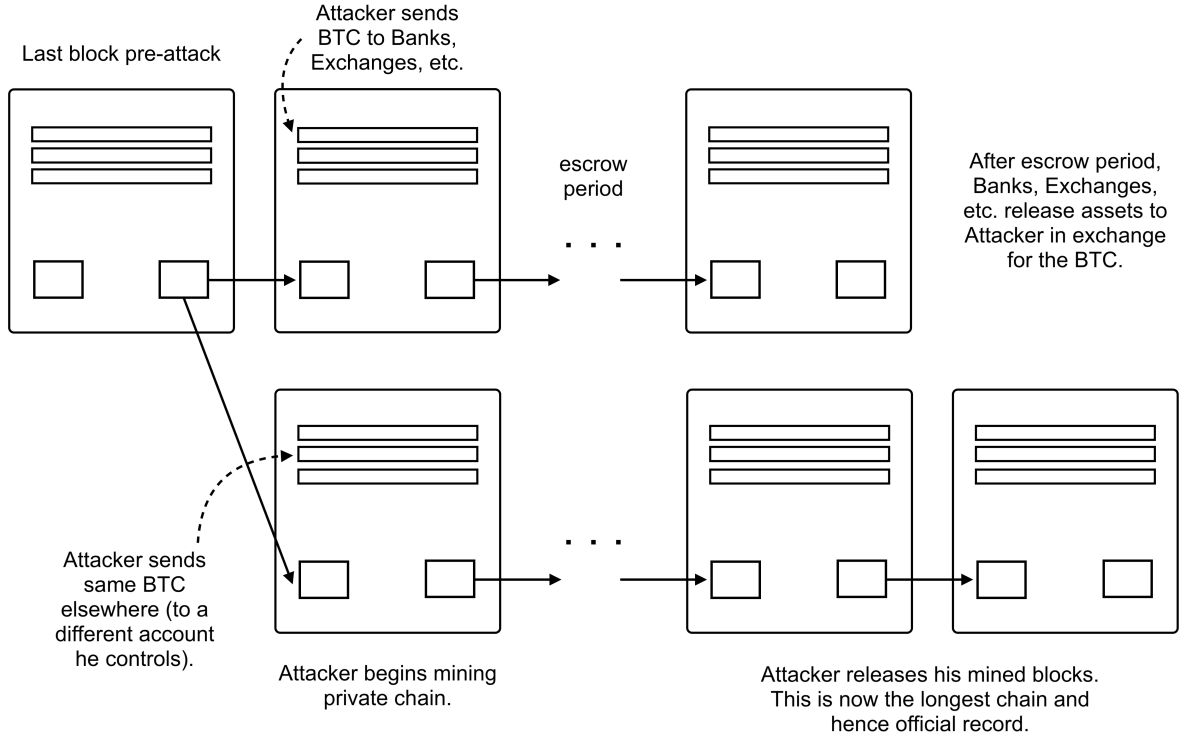 Last block pre-attack
Attacker sends
BTC to Banks,
Exchanges, etc.
escrow
period
. . .
After escrow period,
Banks, Exchanges,
etc. release assets to
Attacker in exchange
for the BTC.
Attacker sends
same BTC
elsewhere (to a
different account
he controls).
. . .
Attacker begins mining
private chain.
Attacker releases his mined blocks.
This is now the longest chain and
hence official record.